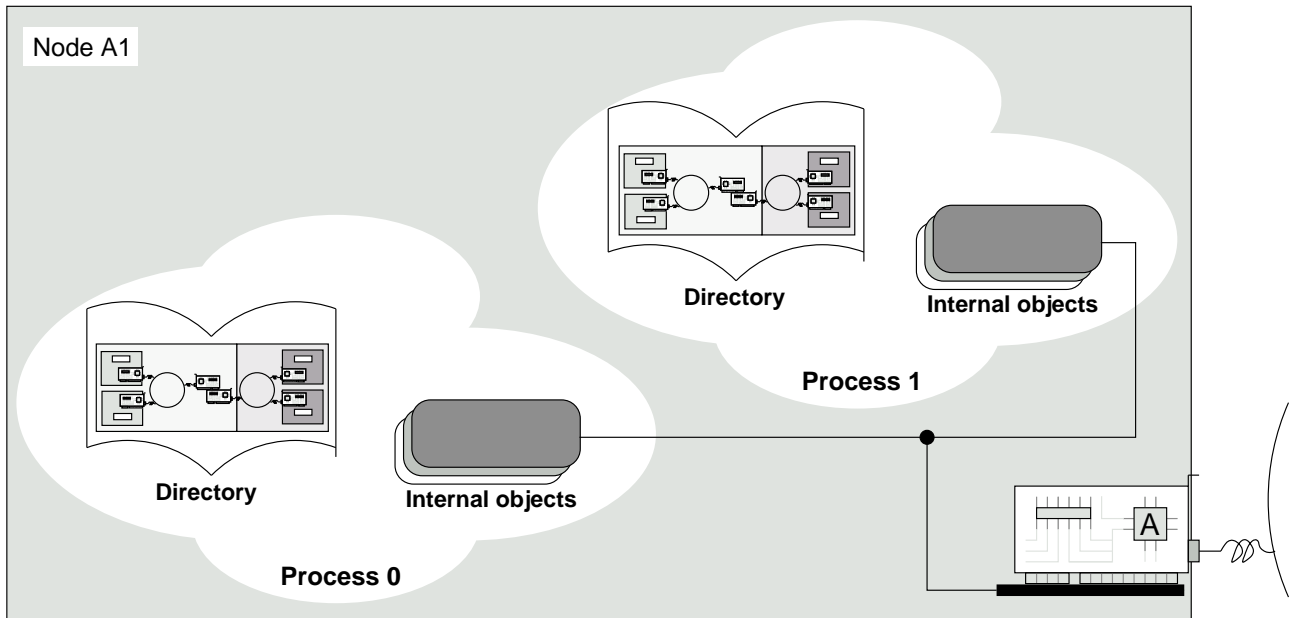 Node A1
Directory
Internal objects
Process 1
Directory
Internal objects
Process 0
A